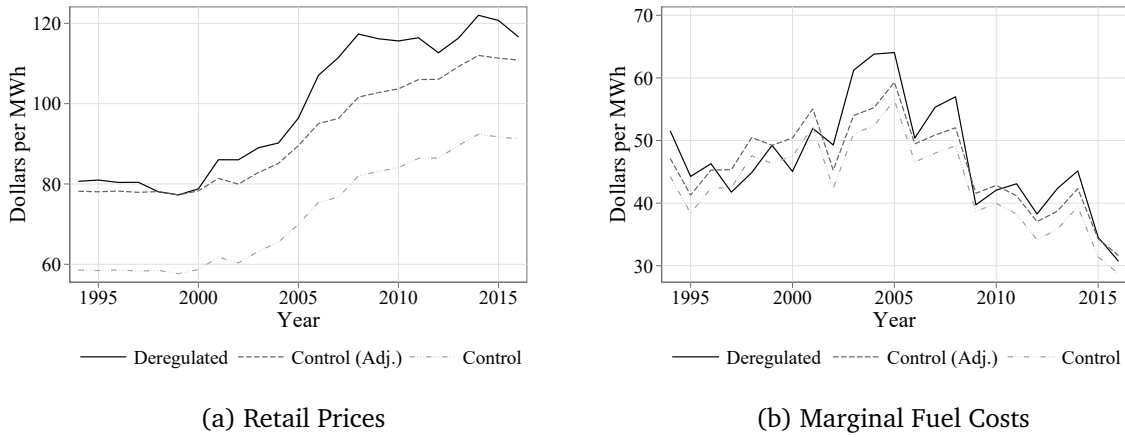 120
100
80
60
Dollars per MWh
1995 2000 2005 2010 2015
Year
Deregulated Control (Adj.) Control
(a) Retail Prices
70
60
50
40
30
Dollars per MWh
1995 2000 2005 2010 2015
Year
Deregulated Control (Adj.) Control
(b) Marginal Fuel Costs